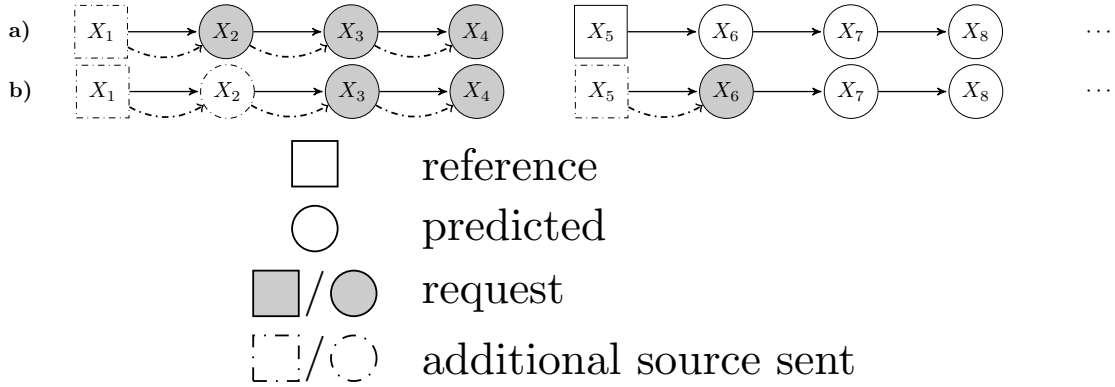 a) X₁ X₂ X₃ X₄ X₅ X₆ X₇ X₈ ...
b) X₁ X₂ X₃ X₄ X₅ X₆ X₇ X₈ ...
reference
predicted
/ request
/ additional source sent